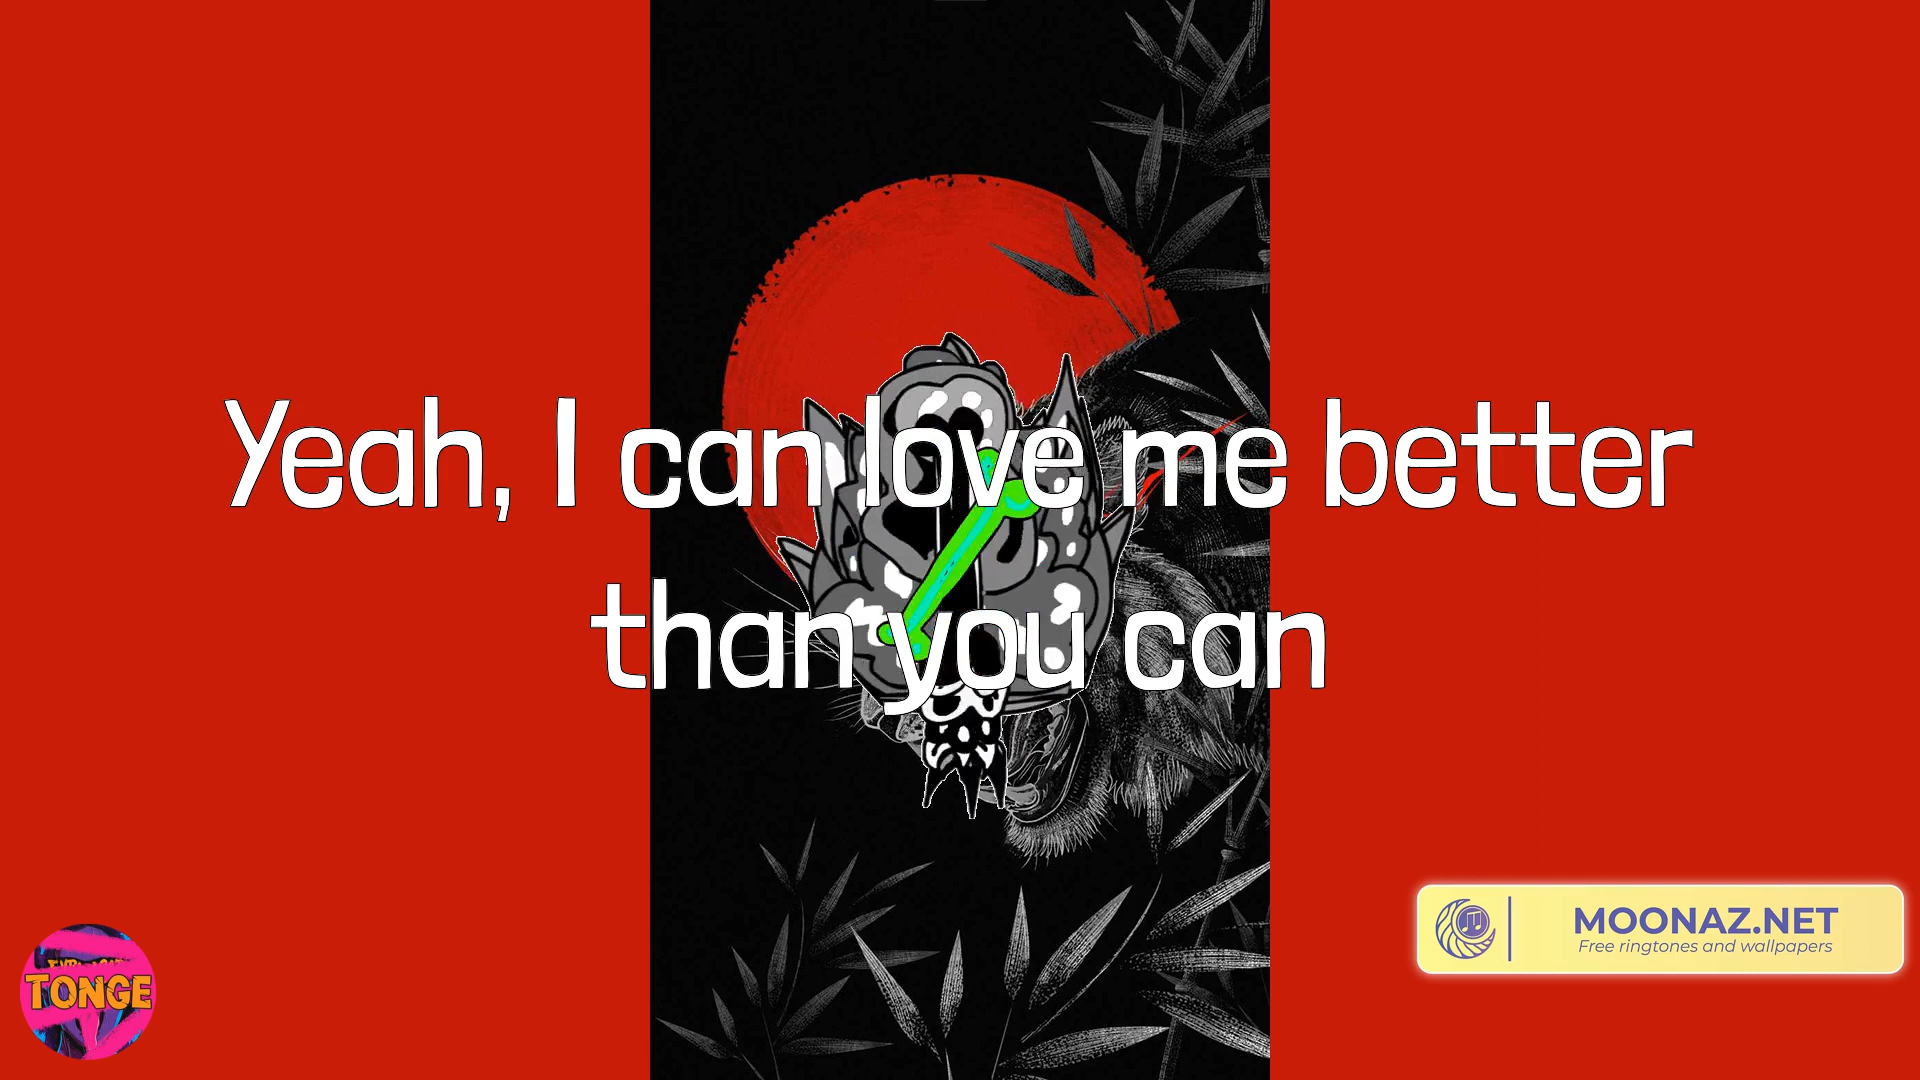 Yeah, I can love me better
than you can
MOONAZ.NET
Free ringtones and wallpapers
TONGE